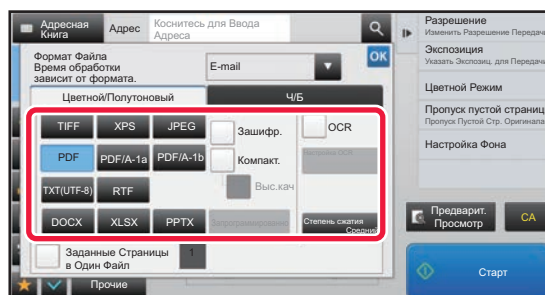 Адресная
Книга
Адрес
Коснитесь для Ввода
Адреса
Разрешение
Изменить Разрешение Передачи
Формат Файла
Время обработки
зависит от формата.
E-mail
OK
Экспозиция
Указать Экспозиц. для Передачи
Цветной/Полутоновый
Ч/Б
Цветной Режим
TIFF
XPS
JPEG
Зашифр.
OCR
Пропуск пустой страниц
Пропуск Пустой Стр. Оригинала
PDF
PDF/A-1a
PDF/A-1b
Компакт.
Настройка OCR
Настройка Фона
TXT(UTF-8)
RTF
Выс.кач
DOCX
XLSX
PPTX
Степень сжатия
Средний
Предварит.
Просмотр
CA
Заданные Страницы
в Один Файл
1
Прочие
Старт